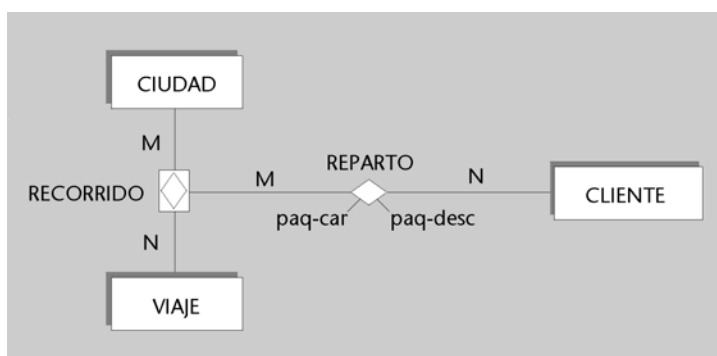 CIUDAD
M
REPARTO
RECORRIDO
M
N
CLIENTE
paq-car
paq-desc
N
VIAJE